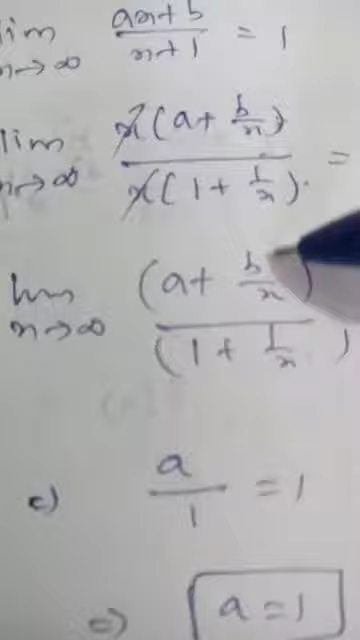 lim n→∞ (an+b)/(n+1) = 1
lim n→∞ n(a + b/n) / n(1 + 1/n) =
lim n→∞ (a + b/n) / (1 + 1/n)
⇒ a/1 = 1
⇒ a = 1